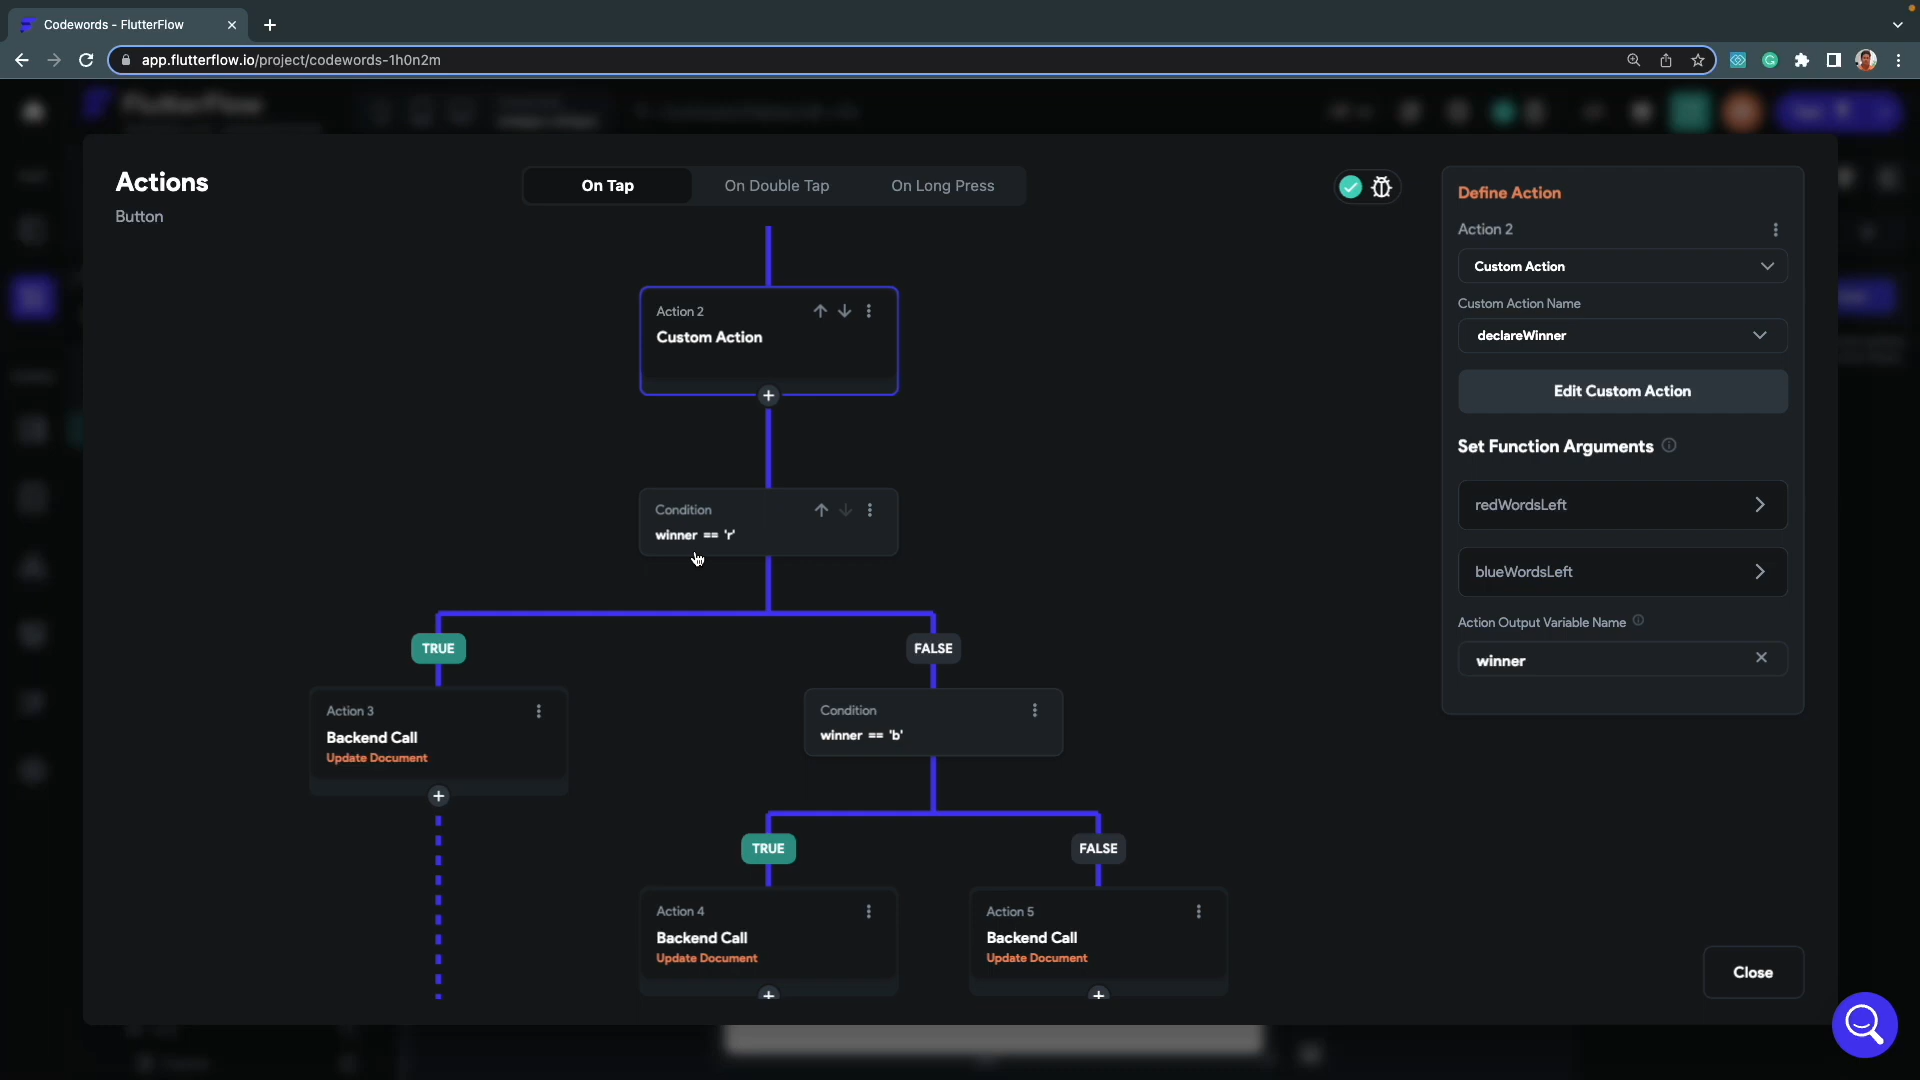 Codewords - FlutterFlow
app.flutterflow.io/project/codewords-1h0n2m
FlutterFlow
Actions
Button
On Tap
On Double Tap
On Long Press
Action 2
Custom Action
Condition
winner == 'r'
TRUE
FALSE
Action 3
Backend Call
Update Document
Condition
winner == 'b'
TRUE
FALSE
Action 4
Backend Call
Update Document
Action 5
Backend Call
Update Document
Define Action
Action 2
Custom Action
Custom Action Name
declareWinner
Edit Custom Action
Set Function Arguments
redWordsLeft
blueWordsLeft
Action Output Variable Name
winner
Close